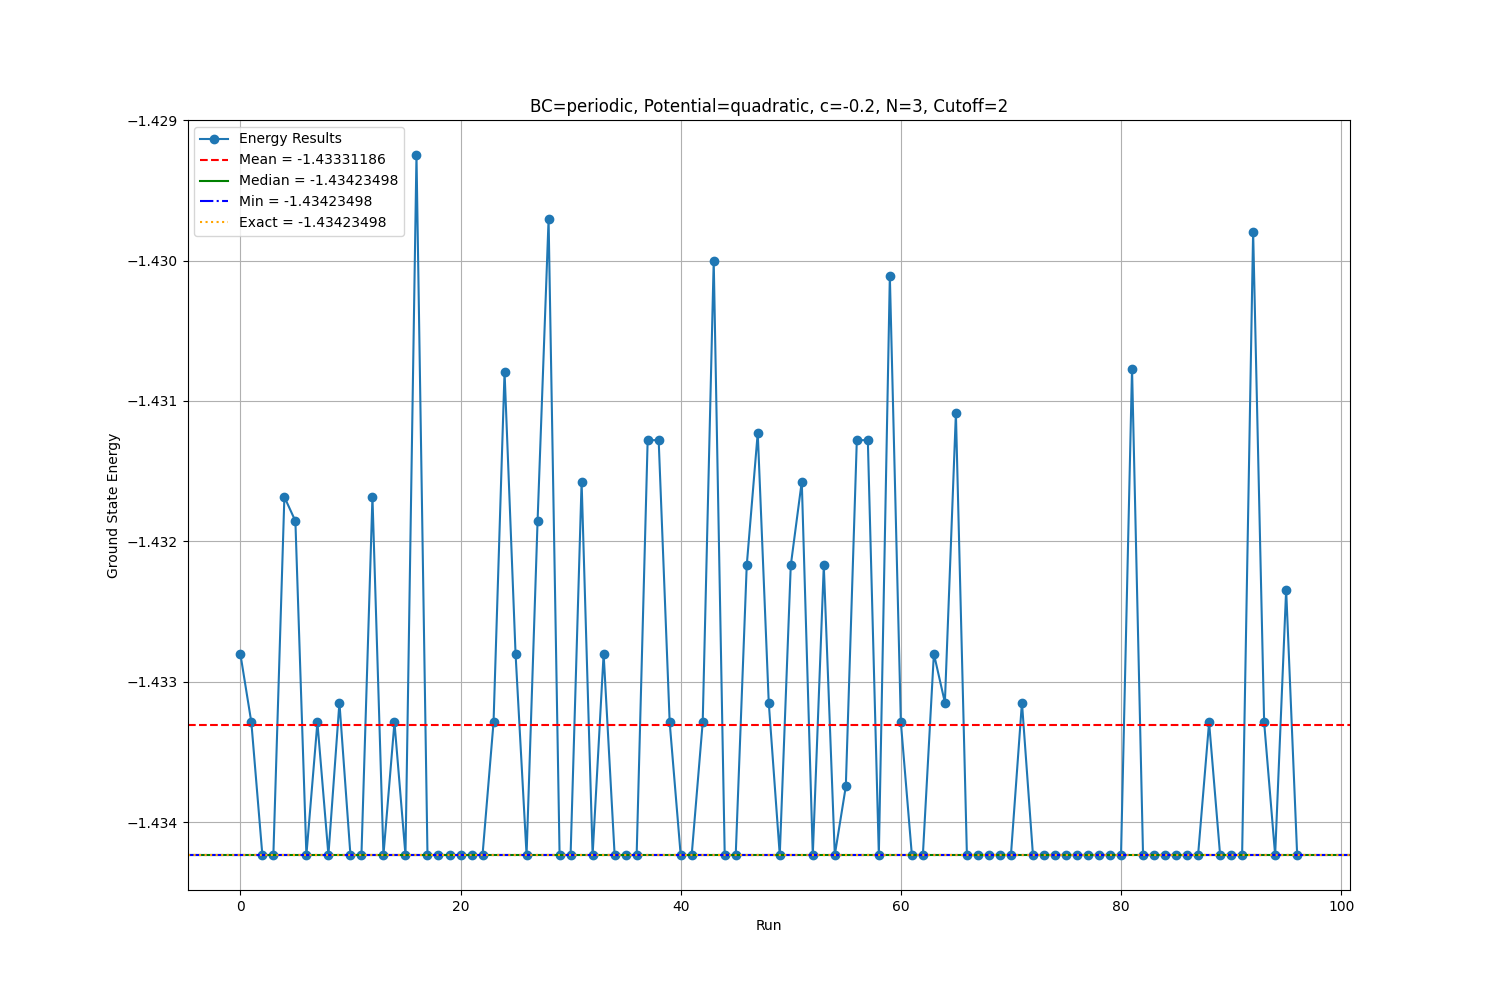 BC=periodic, Potential=quadratic, c=-0.2, N=3, Cutoff=2
Energy Results
Mean = -1.43331186
Median = -1.43423498
Min = -1.43423498
Exact = -1.43423498
Ground State Energy
−1.429
−1.430
−1.431
−1.432
−1.433
−1.434
0 20 40 60 80 100
Run